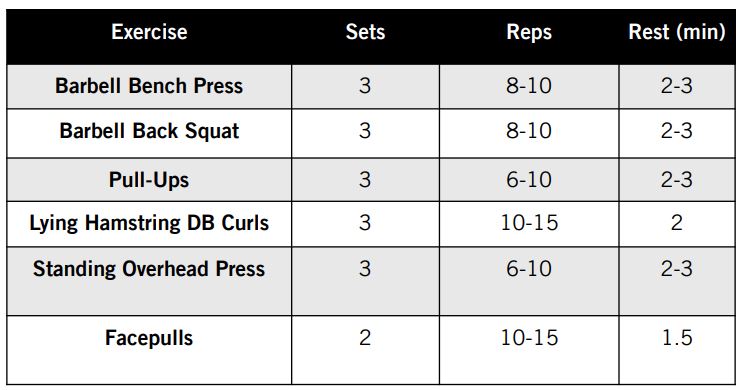 Exercise Sets Reps Rest (min)
Barbell Bench Press 3 8-10 2-3
Barbell Back Squat 3 8-10 2-3
Pull-Ups 3 6-10 2-3
Lying Hamstring DB Curls 3 10-15 2
Standing Overhead Press 3 6-10 2-3
Facepulls 2 10-15 1.5